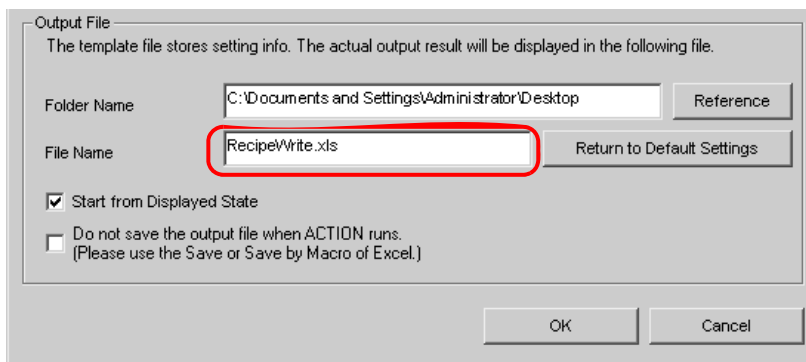 Output File
The template file stores setting info. The actual output result will be displayed in the following file.
Folder Name
C:\Documents and Settings\Administrator\Desktop
Reference
File Name
RecipeWrite.xls
Return to Default Settings
Start from Displayed State
Do not save the output file when ACTION runs.
(Please use the Save or Save by Macro of Excel.)
OK
Cancel